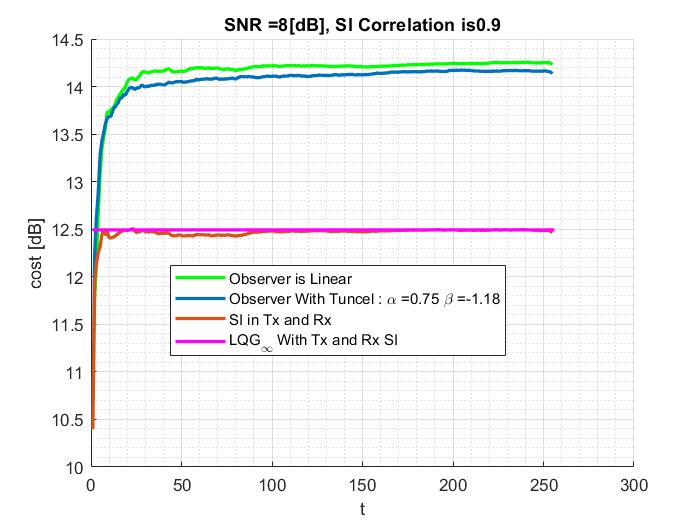 SNR =8[dB], SI Correlation is0.9
14.5
14
13.5
13
12.5
12
11.5
11
10.5
10
cost [dB]
Observer is Linear
Observer With Tuncel : α =0.75 β =-1.18
SI in Tx and Rx
LQG∞ With Tx and Rx SI
0 50 100 150 200 250 300
t